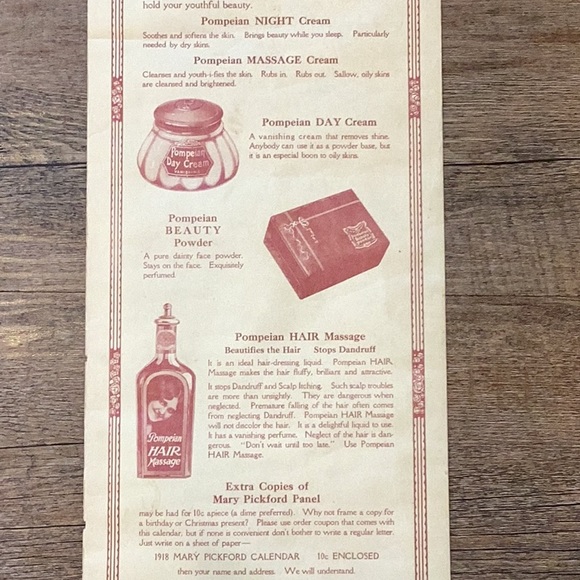 hold your youthful beauty.
Pompeian NIGHT Cream
Soothes and softens the skin. Brings beauty while you sleep. Particularly
needed by dry skins.
Pompeian MASSAGE Cream
Cleanses and youth-i-fies the skin. Rubs in. Rubs out. Sallow, oily skins
are cleansed and brightened.
Pompeian DAY Cream
A vanishing cream that removes shine.
Anybody can use it as a powder base, but
it is an especial boon to oily skins.
Pompeian
Day Cream
Pompeian
BEAUTY
Powder
A pure dainty face powder.
Stays on the face. Exquisitely
perfumed.
Pompeian HAIR Massage
Beautifies the Hair Stops Dandruff
It is an ideal hair-dressing liquid. Pompeian HAIR
Massage makes the hair fluffy, brilliant and attractive.
It stops Dandruff and Scalp Itching. Such scalp troubles
are more than unsightly. They are dangerous when
neglected. Premature falling of the hair often comes
from neglecting Dandruff. Pompeian HAIR Massage
will not decolor the hair. It is a delightful liquid to use.
It has a vanishing perfume. Neglect of the hair is dan-
gerous. "Don't wait until too late." Use Pompeian
HAIR Massage.
Pompeian
HAIR
Massage
Extra Copies of
Mary Pickford Panel
may be had for 10c apiece (a dime preferred). Why not frame a copy for
a birthday or Christmas present? Please use order coupon that comes with
this calendar, but if none is convenient don't bother to write a regular letter.
Just write on a sheet of paper—
1918 MARY PICKFORD CALENDAR 10c ENCLOSED
then your name and address. We will understand.